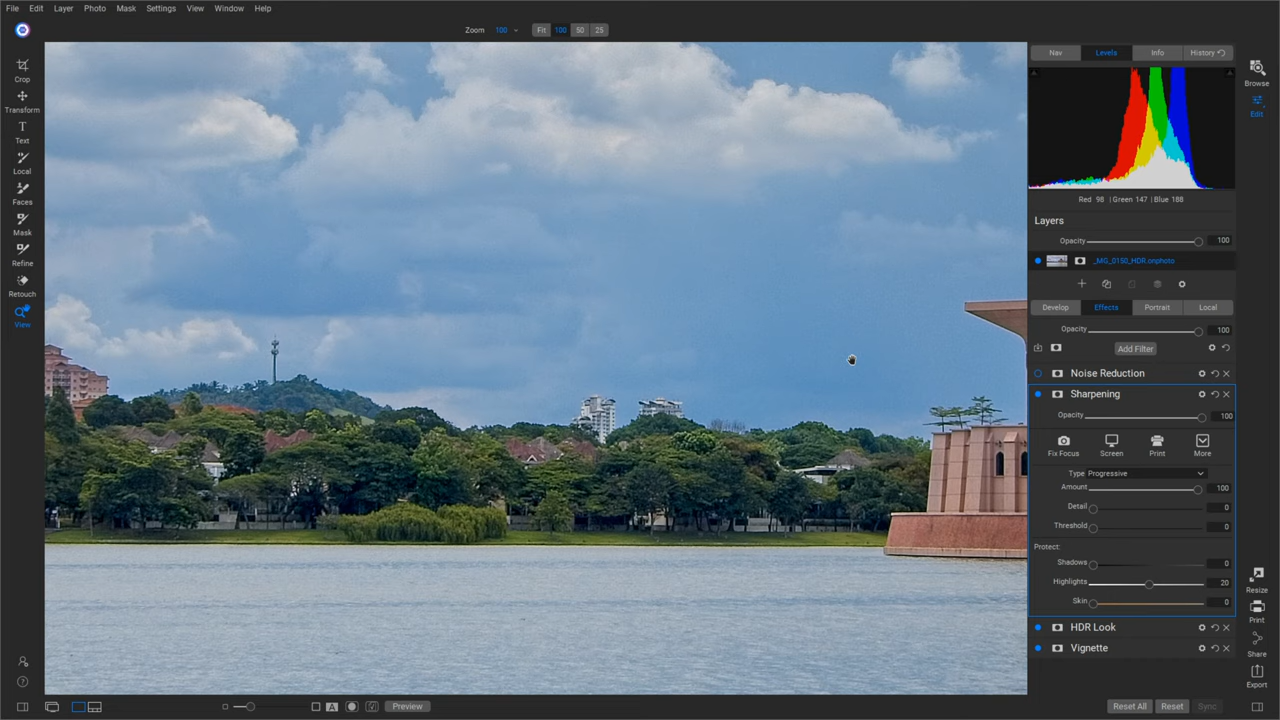 File Edit Layer Photo Mask Settings View Window Help
Zoom 100 Fit 100 50 25
Crop
Transform
Text
Local
Faces
Mask
Refine
Retouch
View
Nav Levels Info History
Red 98 | Green 147 | Blue 188
Layers
Opacity 100
_MG_0150_HDR.onphoto
Develop Effects Portrait Local
Opacity 100
Add Filter
Noise Reduction
Sharpening
Opacity 100
Fix Focus Screen Print More
Type Progressive
Amount 100
Detail 0
Threshold 0
Protect:
Shadows 0
Highlights 20
Skin 0
HDR Look
Vignette
Browse
Edit
Resize
Print
Share
Export
A Preview
Reset All Reset Sync